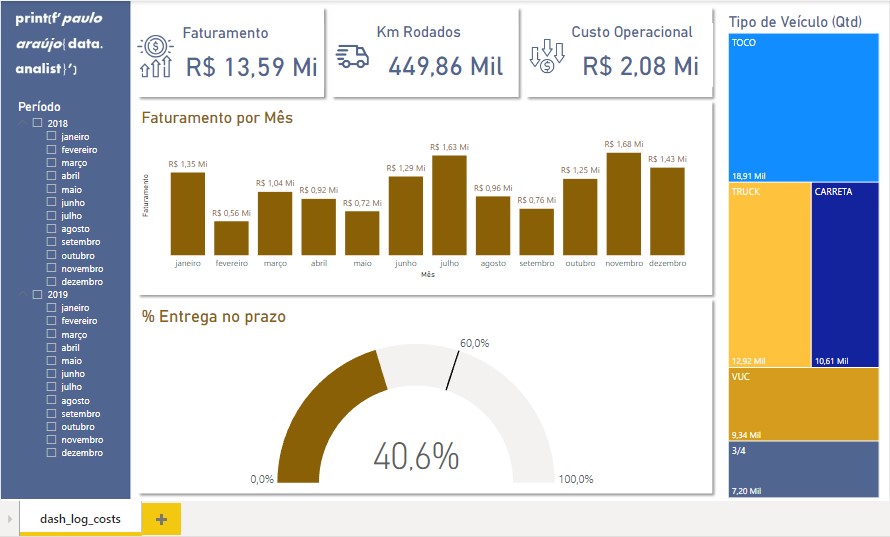 print(f'paulo
araújo{data.
analist}')
Período
2018
janeiro
fevereiro
março
abril
maio
junho
julho
agosto
setembro
outubro
novembro
dezembro
2019
janeiro
fevereiro
março
abril
maio
junho
julho
agosto
setembro
outubro
novembro
dezembro
Faturamento
R$ 13,59 Mi
Km Rodados
449,86 Mil
Custo Operacional
R$ 2,08 Mi
Faturamento por Mês
Faturamento
R$ 1,35 Mi
R$ 0,56 Mi
R$ 1,04 Mi
R$ 0,92 Mi
R$ 0,72 Mi
R$ 1,29 Mi
R$ 1,63 Mi
R$ 0,96 Mi
R$ 0,76 Mi
R$ 1,25 Mi
R$ 1,68 Mi
R$ 1,43 Mi
janeiro fevereiro março abril maio junho julho agosto setembro outubro novembro dezembro
Mês
% Entrega no prazo
60,0%
40,6%
0,0%
100,0%
Tipo de Veículo (Qtd)
TOCO
18,91 Mil
TRUCK
12,92 Mil
CARRETA
10,61 Mil
VUC
9,34 Mil
3/4
7,20 Mil
dash_log_costs